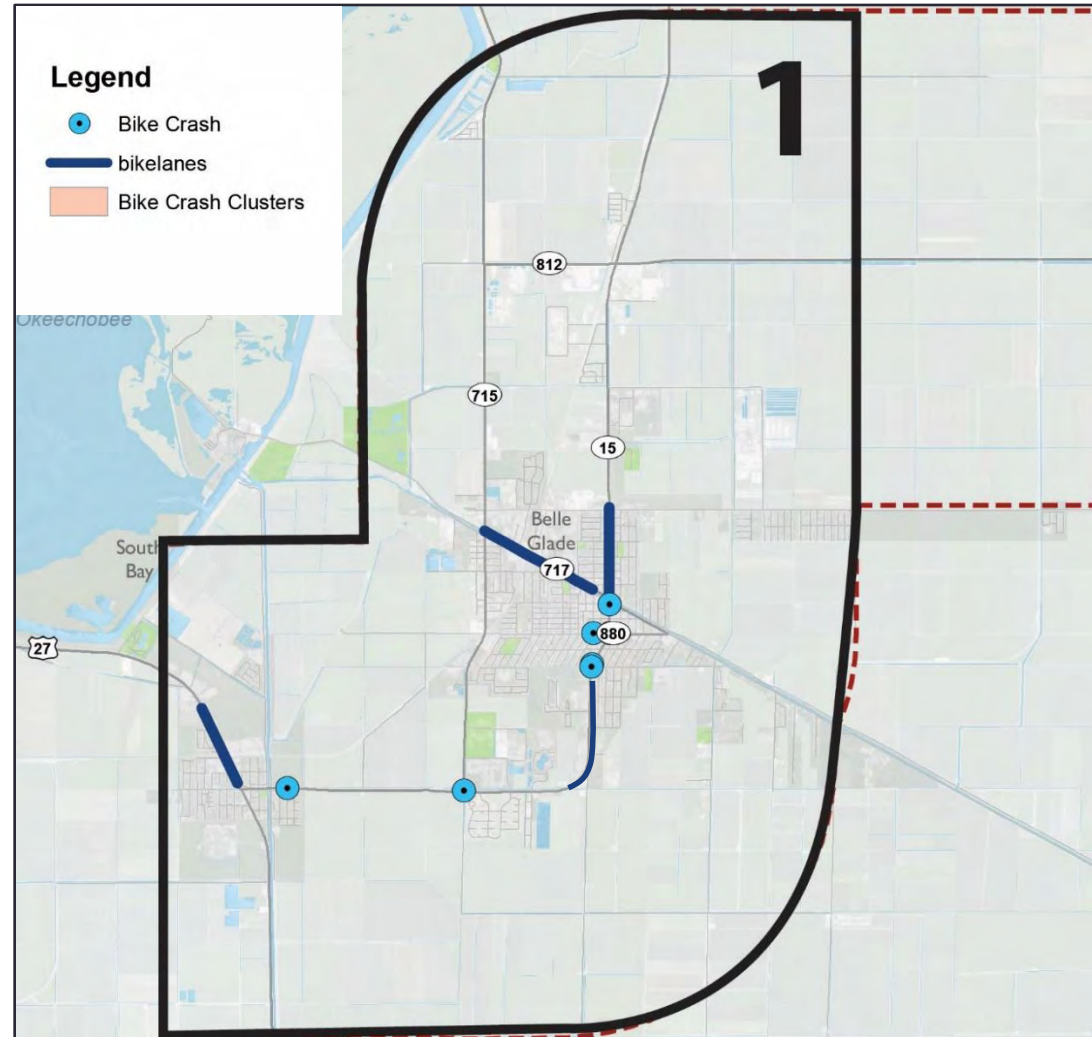 Legend
Bike Crash
bikelanes
Bike Crash Clusters
1
Okeechobee
812
715
15
Belle
Glade
717
South
Bay
880
27